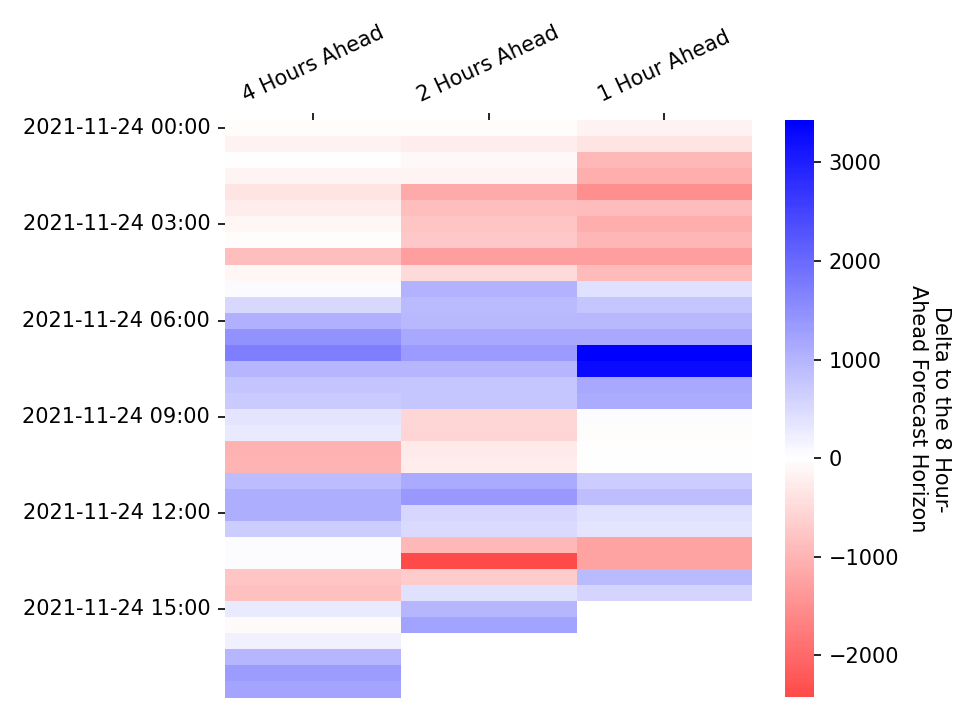 4 Hours Ahead
2 Hours Ahead
1 Hour Ahead
2021-11-24 00:00
2021-11-24 03:00
2021-11-24 06:00
2021-11-24 09:00
2021-11-24 12:00
2021-11-24 15:00
3000
2000
1000
0
−1000
−2000
Delta to the 8 Hour-
Ahead Forecast Horizon